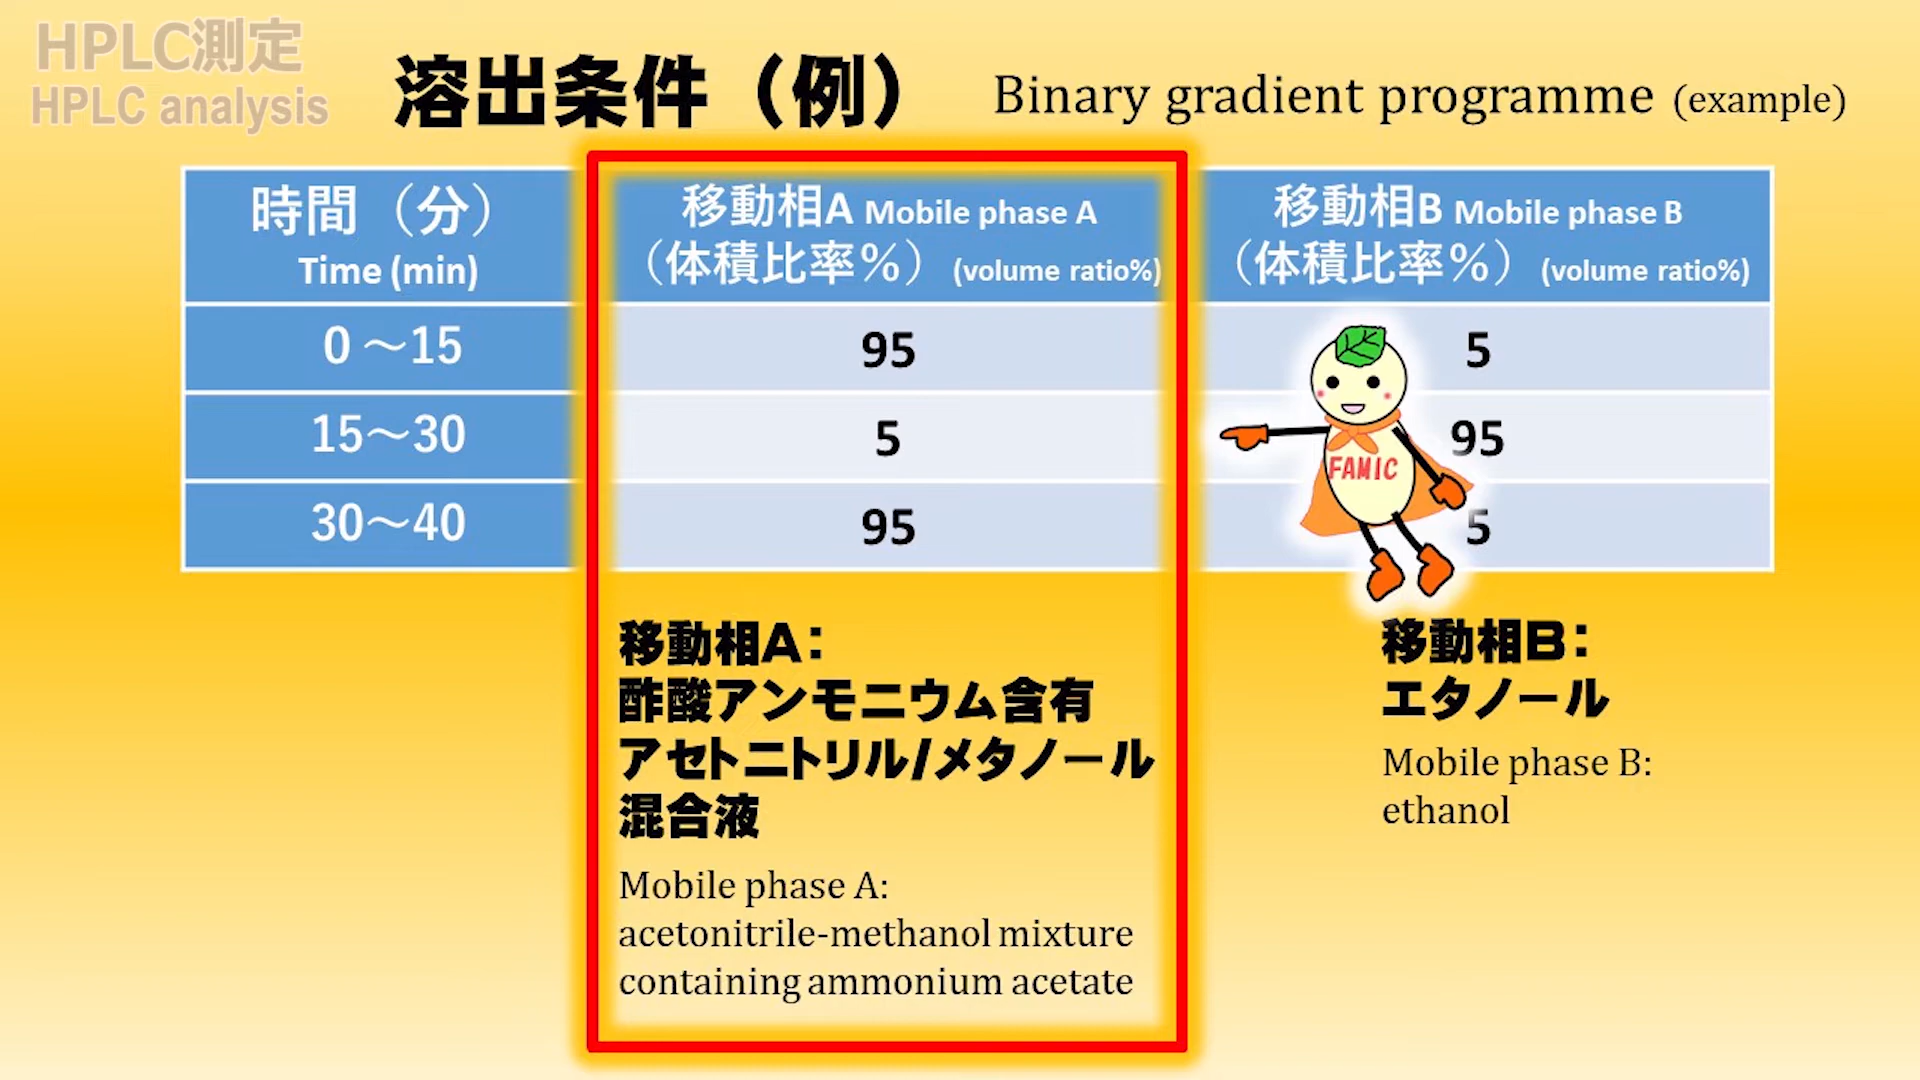 HPLC測定
HPLC analysis
溶出条件（例） Binary gradient programme (example)
時間（分）
Time (min)
移動相A Mobile phase A
（体積比率％） (volume ratio%)
移動相B Mobile phase B
（体積比率％） (volume ratio%)
0 ～15 95 5
15～30 5 95
30～40 95 5
FAMIC
移動相A：
酢酸アンモニウム含有
アセトニトリル/メタノール
混合液
Mobile phase A:
acetonitrile-methanol mixture
containing ammonium acetate
移動相B：
エタノール
Mobile phase B:
ethanol